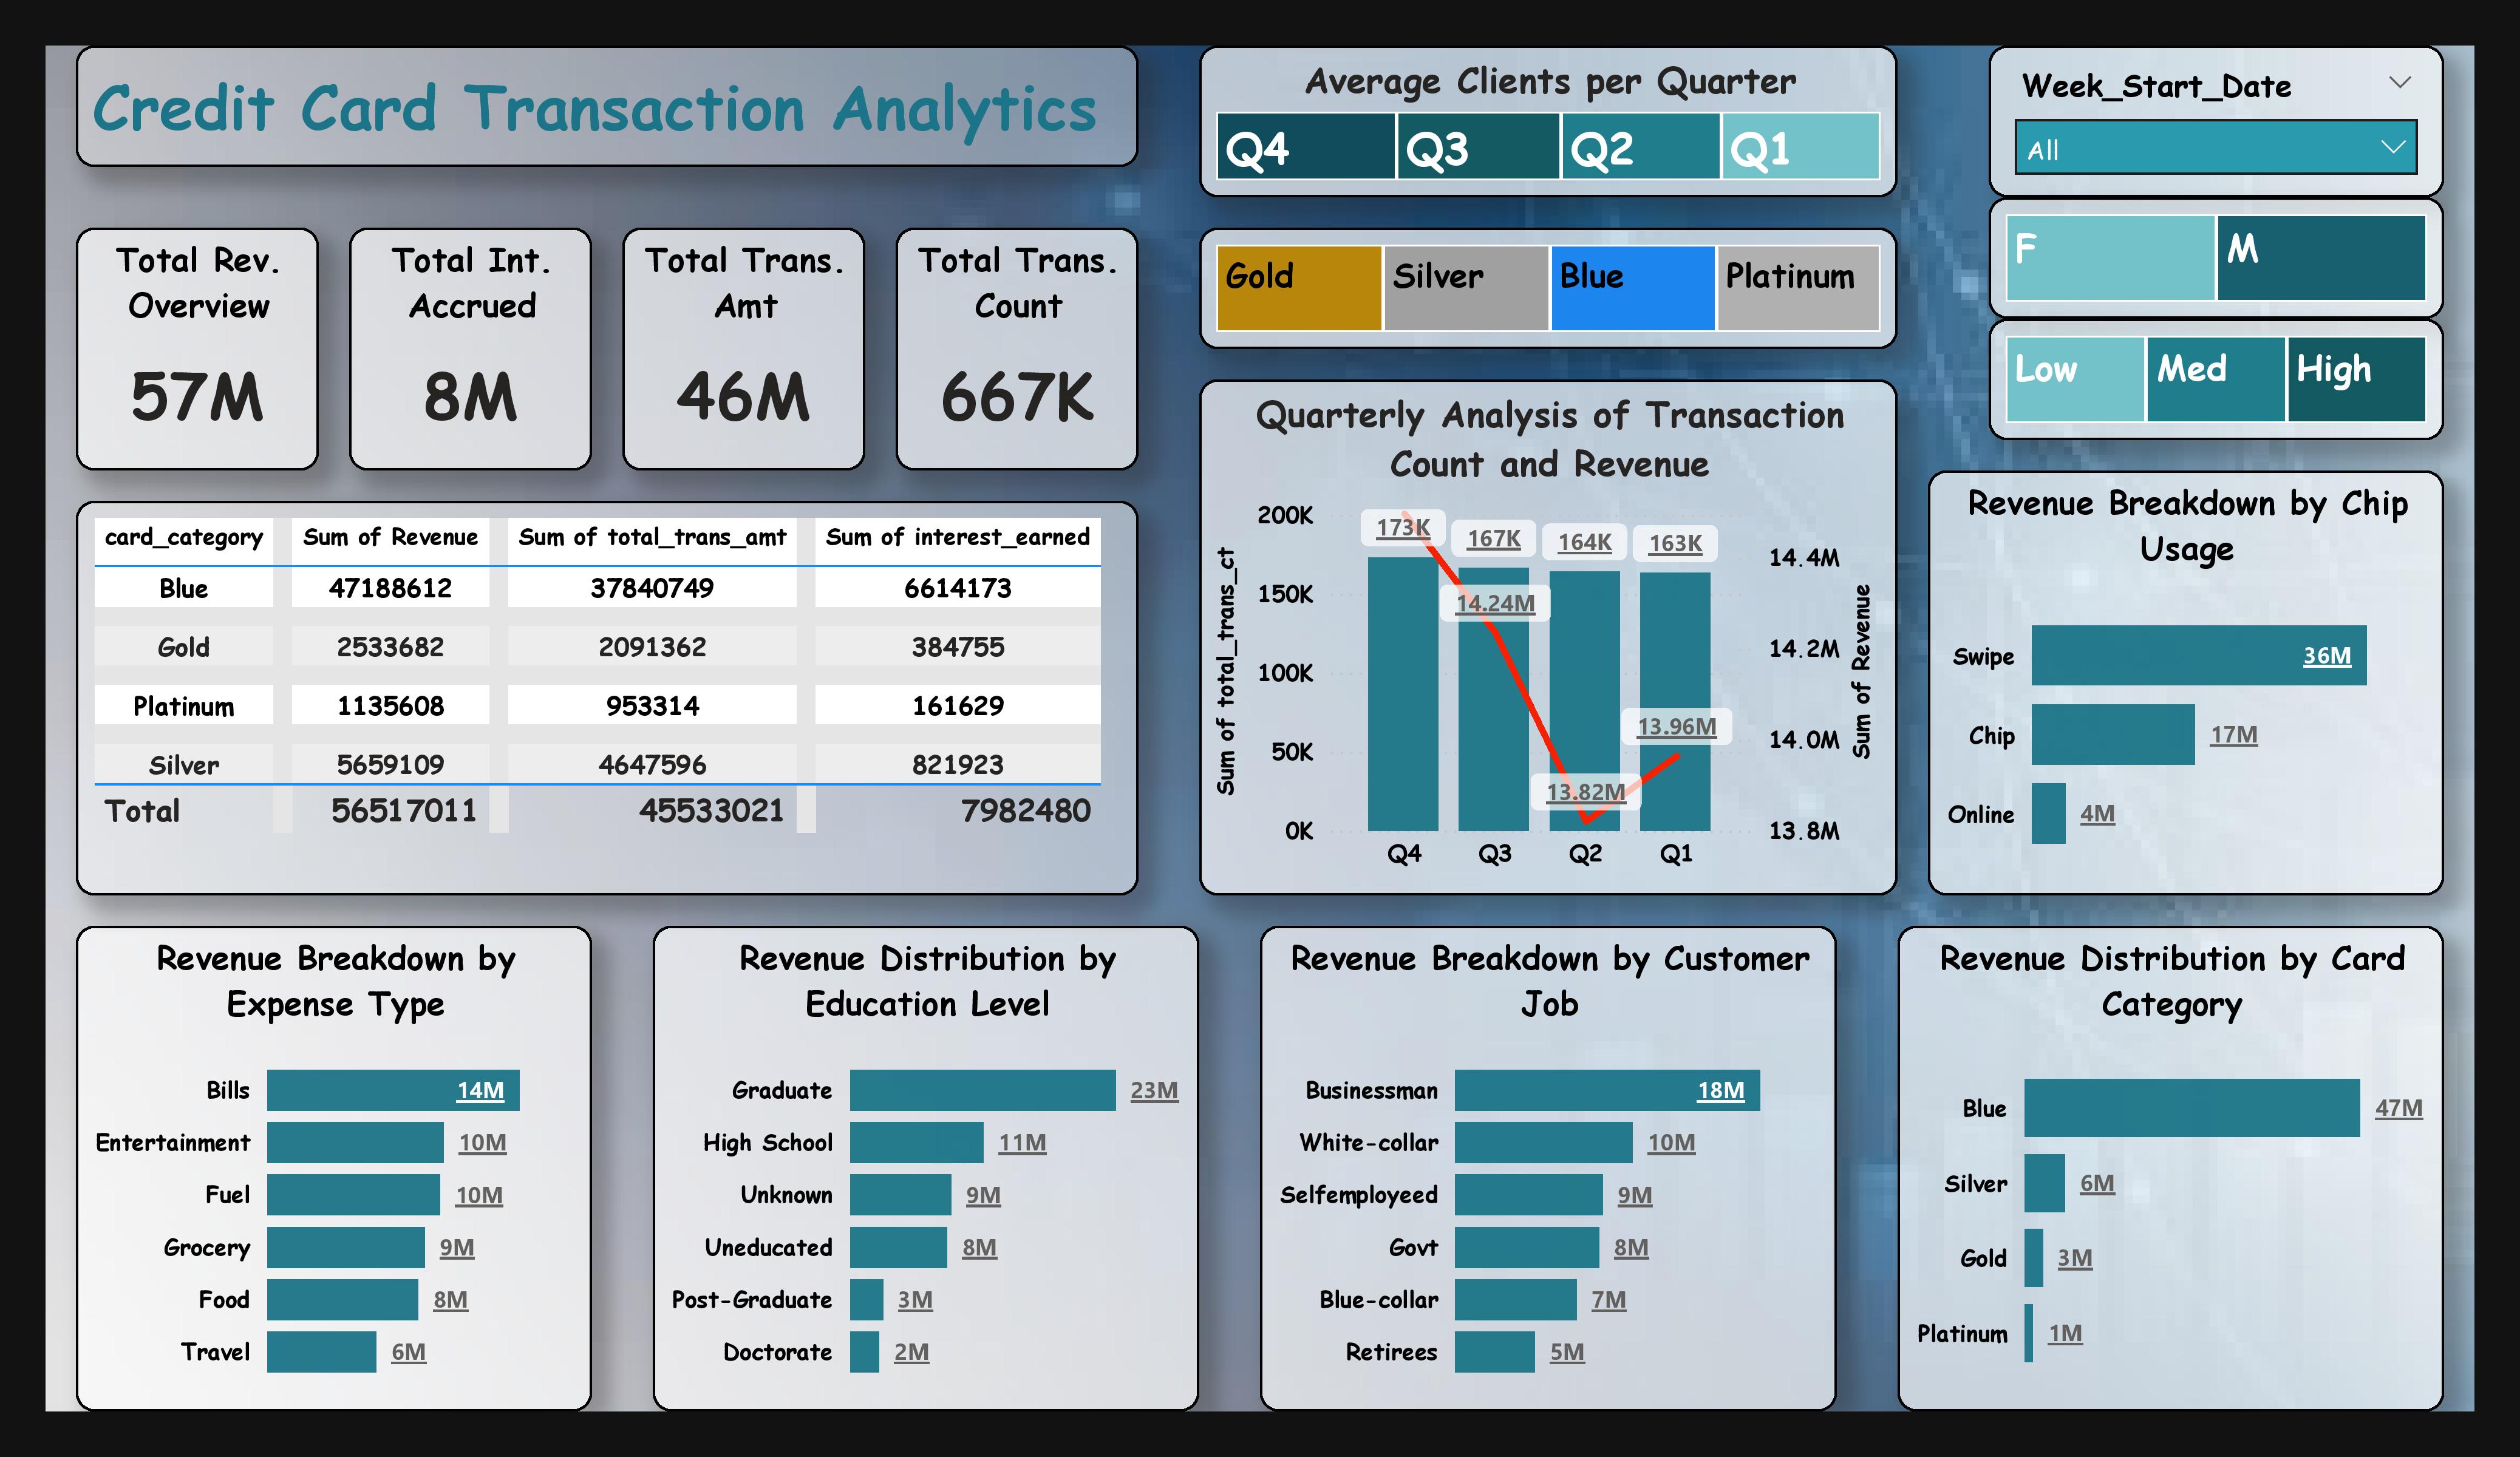 Credit Card Transaction Analytics
Average Clients per Quarter
Q4 Q3 Q2 Q1
Week_Start_Date
All
F M
Low Med High
Gold Silver Blue Platinum
Total Rev.
Overview
57M
Total Int.
Accrued
8M
Total Trans.
Amt
46M
Total Trans.
Count
667K
card_category Sum of Revenue Sum of total_trans_amt Sum of interest_earned
Blue 47188612 37840749 6614173
Gold 2533682 2091362 384755
Platinum 1135608 953314 161629
Silver 5659109 4647596 821923
Total 56517011 45533021 7982480
Quarterly Analysis of Transaction
Count and Revenue
Sum of total_trans_ct
200K
150K
100K
50K
0K
173K 167K 164K 163K
14.24M
13.96M
13.82M
14.4M
14.2M
14.0M
13.8M
Sum of Revenue
Q4 Q3 Q2 Q1
Revenue Breakdown by Chip
Usage
Swipe 36M
Chip 17M
Online 4M
Revenue Breakdown by
Expense Type
Bills 14M
Entertainment 10M
Fuel 10M
Grocery 9M
Food 8M
Travel 6M
Revenue Distribution by
Education Level
Graduate 23M
High School 11M
Unknown 9M
Uneducated 8M
Post-Graduate 3M
Doctorate 2M
Revenue Breakdown by Customer
Job
Businessman 18M
White-collar 10M
Selfemployeed 9M
Govt 8M
Blue-collar 7M
Retirees 5M
Revenue Distribution by Card
Category
Blue 47M
Silver 6M
Gold 3M
Platinum 1M